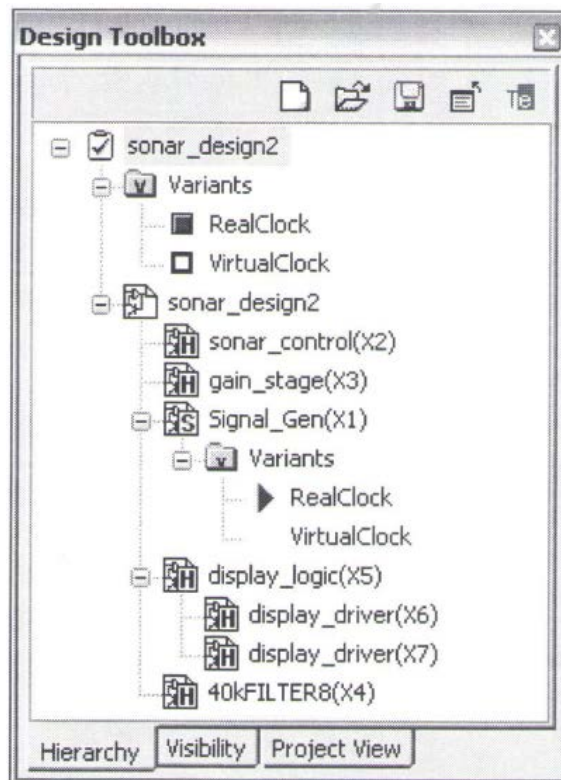 Design Toolbox
sonar_design2
Variants
RealClock
VirtualClock
sonar_design2
sonar_control(X2)
gain_stage(X3)
Signal_Gen(X1)
Variants
RealClock
VirtualClock
display_logic(X5)
display_driver(X6)
display_driver(X7)
40kFILTER8(X4)
Hierarchy Visibility Project View